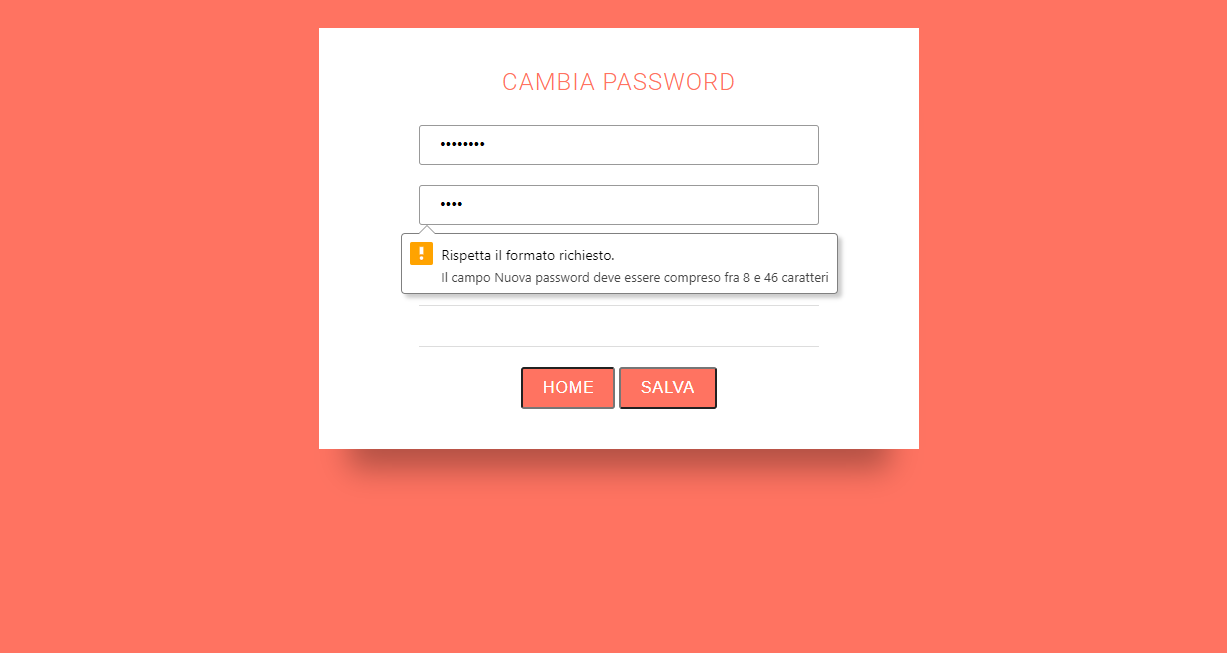 CAMBIA PASSWORD
••••••••
••••
Rispetta il formato richiesto.
Il campo Nuova password deve essere compreso fra 8 e 46 caratteri
HOME SALVA